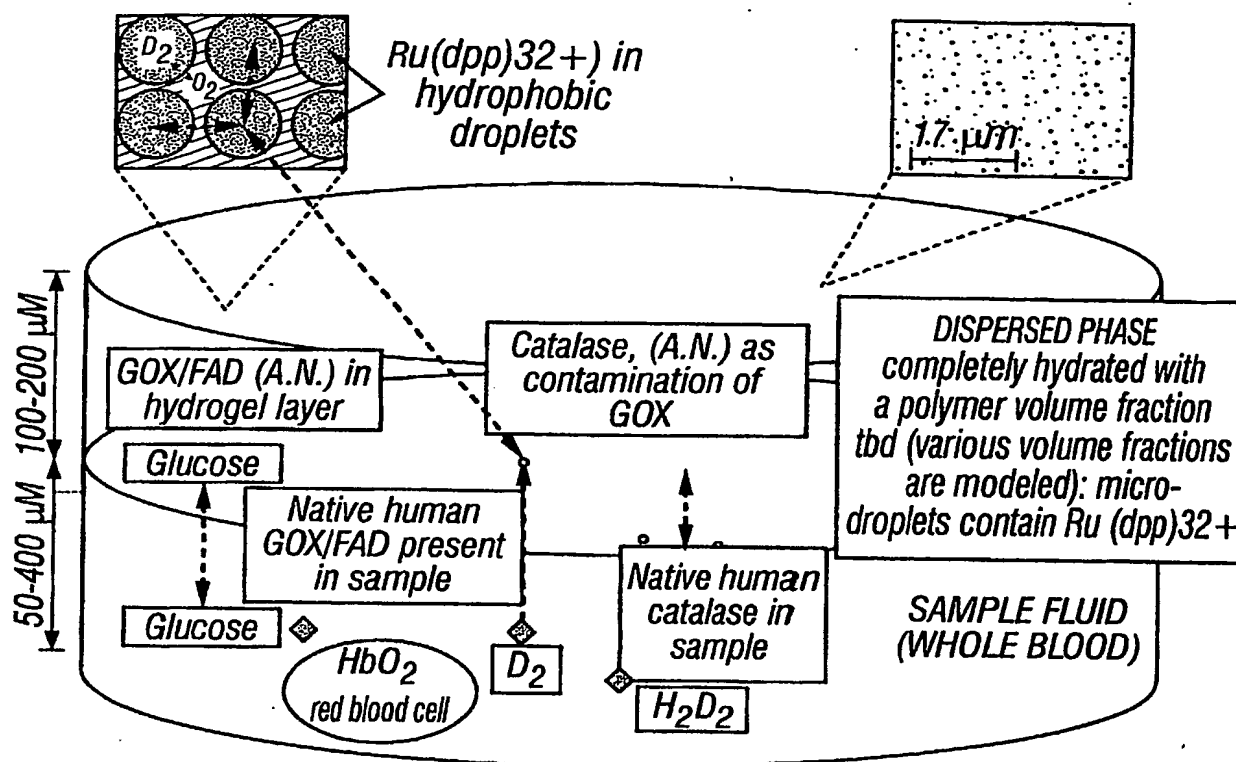 D2
O2
Ru(dpp)32+) in
hydrophobic
droplets
17 μm
100-200 μM
50-400 μM
GOX/FAD (A.N.) in
hydrogel layer
Catalase, (A.N.) as
contamination of
GOX
DISPERSED PHASE
completely hydrated with
a polymer volume fraction
tbd (various volume fractions
are modeled): micro-
droplets contain Ru (dpp)32+
Glucose
Native human
GOX/FAD present
in sample
Native human
catalase in
sample
Glucose
HbO2
red blood cell
D2
H2D2
SAMPLE FLUID
(WHOLE BLOOD)